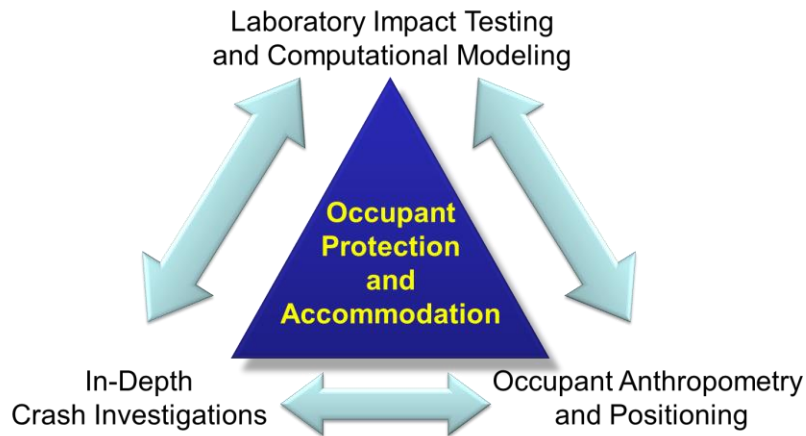 Laboratory Impact Testing
and Computational Modeling
Occupant
Protection
and
Accommodation
In-Depth
Crash Investigations
Occupant Anthropometry
and Positioning